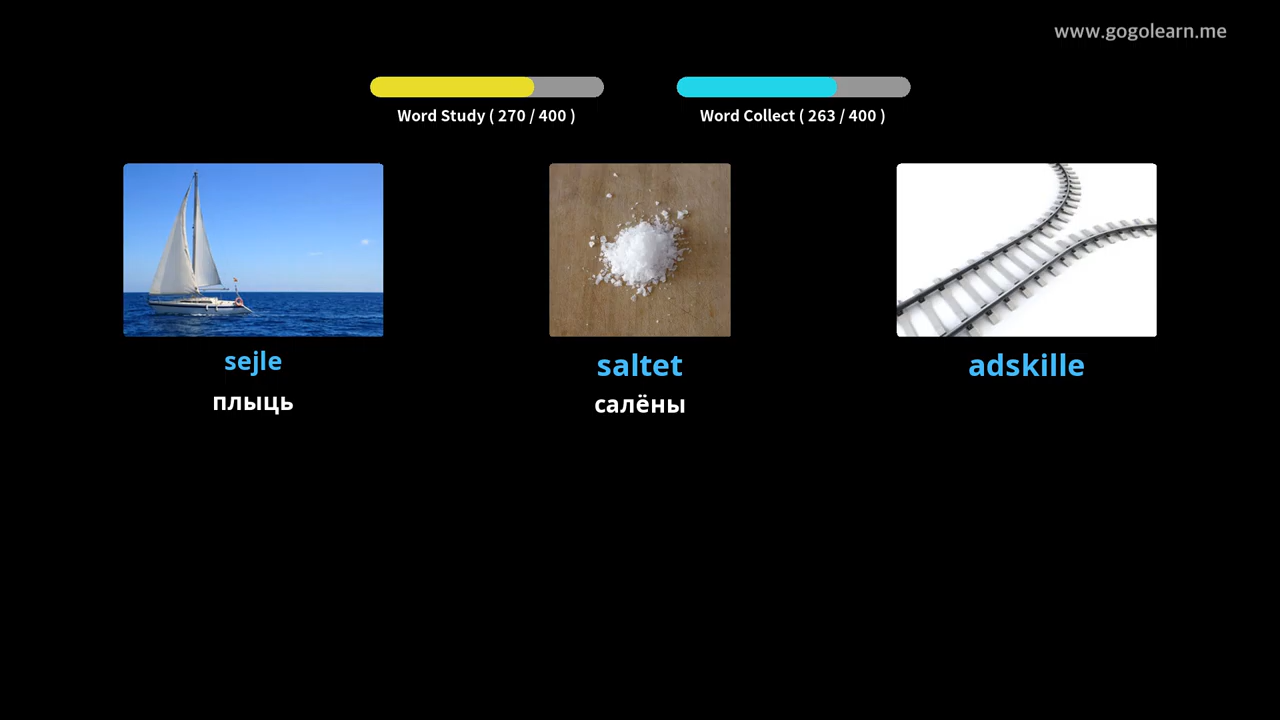 www.gogolearn.me
Word Study ( 270 / 400 )
Word Collect ( 263 / 400 )
sejle
saltet
adskille
плыць
салёны